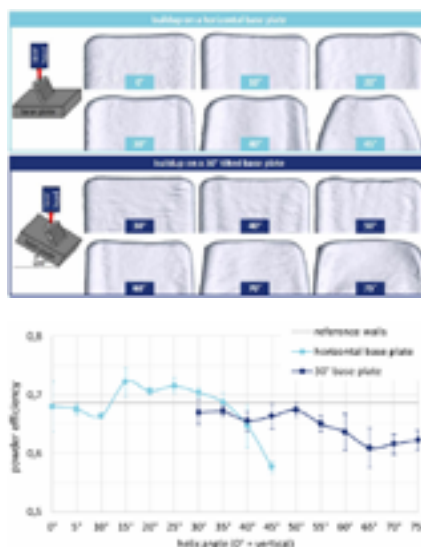 buildup on a horizontal base plate
0°
10°
20°
30°
40°
45°
base plate
buildup on a 30° tilted base plate
30°
40°
50°
60°
70°
75°
0,8
0,7
0,6
0,5
powder efficiency
reference walls
horizontal base plate
30° base plate
0° 5° 10° 15° 20° 25° 30° 35° 40° 45° 50° 55° 60° 65° 70° 75°
helix angle (0° = vertical)